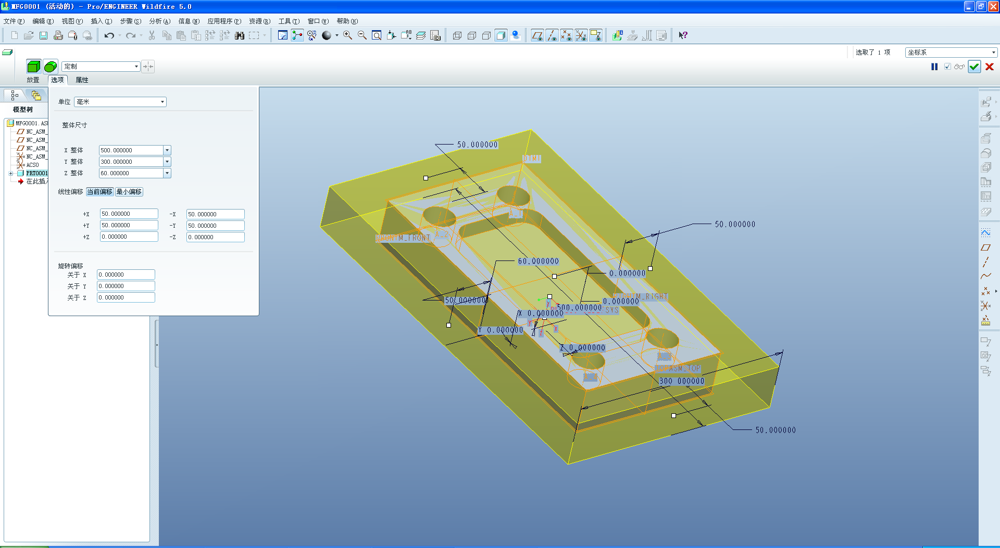 MFG0001 (活动的) - Pro/ENGINEER Wildfire 5.0
文件(F) 编辑(E) 视图(V) 插入(I) 步骤(S) 分析(A) 信息(N) 应用程序(P) 资源(R) 工具(T) 窗口(W) 帮助(H)
选取了 1 项 坐标系
定制
放置 选项 属性
单位 毫米
整体尺寸
X 整体 500.000000
Y 整体 300.000000
Z 整体 60.000000
线性偏移 当前偏移 最小偏移
+X 50.000000 -X 50.000000
+Y 50.000000 -Y 50.000000
+Z 0.000000 -Z 0.000000
旋转偏移
关于 X 0.000000
关于 Y 0.000000
关于 Z 0.000000
模型树
MFG0001.AS
NC_ASM_
NC_ASM_
NC_ASM_
NC_ASM_
ACS0
PRT0001
在此插
50.000000
DTM1
50.000000
M_FRONT
60.000000
0.000000
M_RIGHT
50.000000
0.000000
500.000000
X 0.000000
Y 0.000000
Z 0.000000
ASM_TOP
300.000000
50.000000